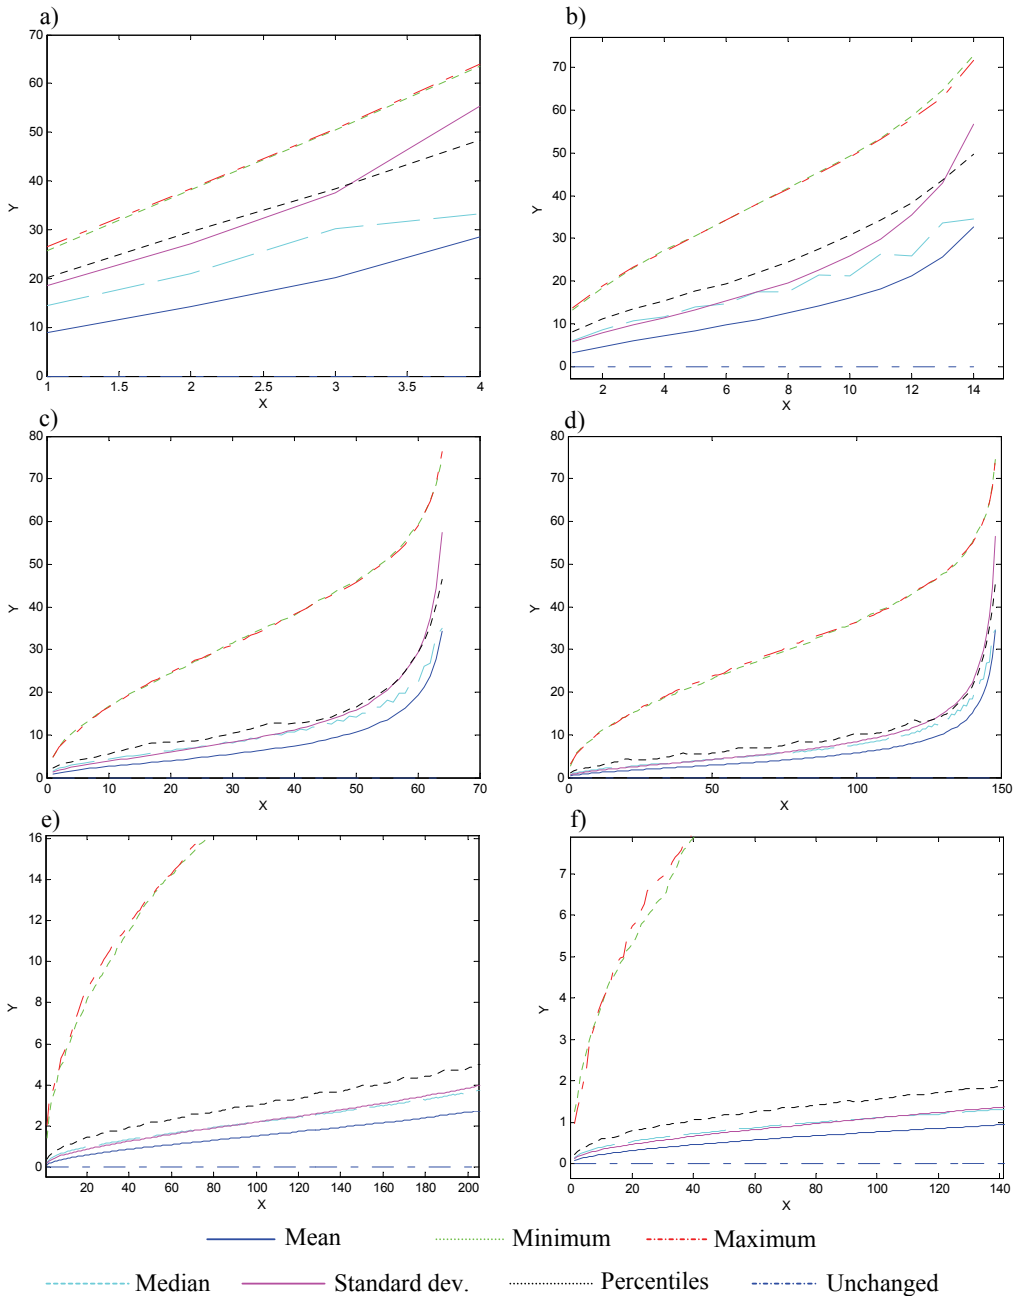 a)
70
60
50
40
30
20
10
0
Y
1 1.5 2 2.5 3 3.5 4
X
b)
70
60
50
40
30
20
10
0
Y
2 4 6 8 10 12 14
X
c)
80
70
60
50
40
30
20
10
0
Y
0 10 20 30 40 50 60 70
X
d)
80
70
60
50
40
30
20
10
0
Y
0 50 100 150
X
e)
16
14
12
10
8
6
4
2
0
Y
20 40 60 80 100 120 140 160 180 200
X
f)
7
6
5
4
3
2
1
0
Y
0 20 40 60 80 100 120 140
X
Mean Minimum Maximum
Median Standard dev. Percentiles Unchanged